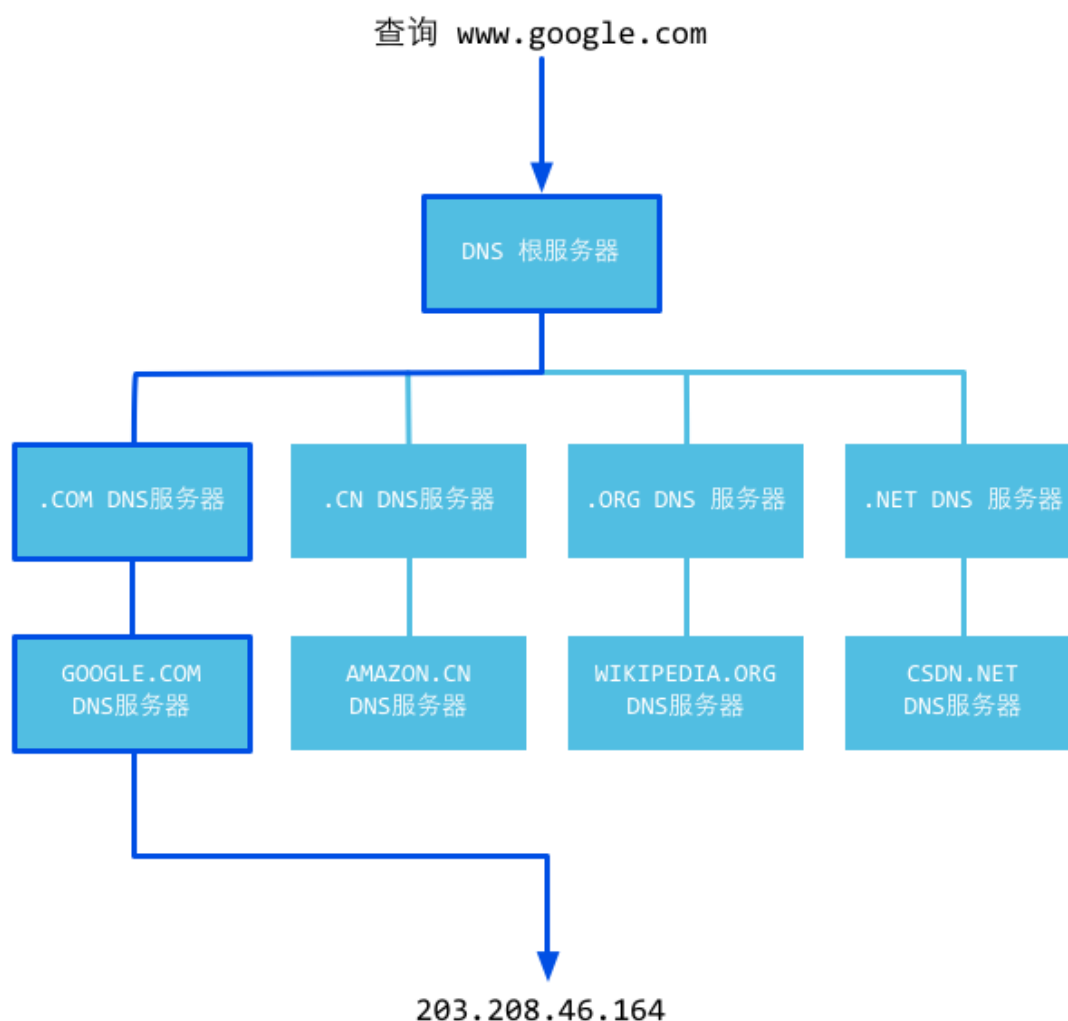 查询 www.google.com
DNS 根服务器
.COM DNS服务器
.CN DNS服务器
.ORG DNS 服务器
.NET DNS 服务器
GOOGLE.COM
DNS服务器
AMAZON.CN
DNS服务器
WIKIPEDIA.ORG
DNS服务器
CSDN.NET
DNS服务器
203.208.46.164